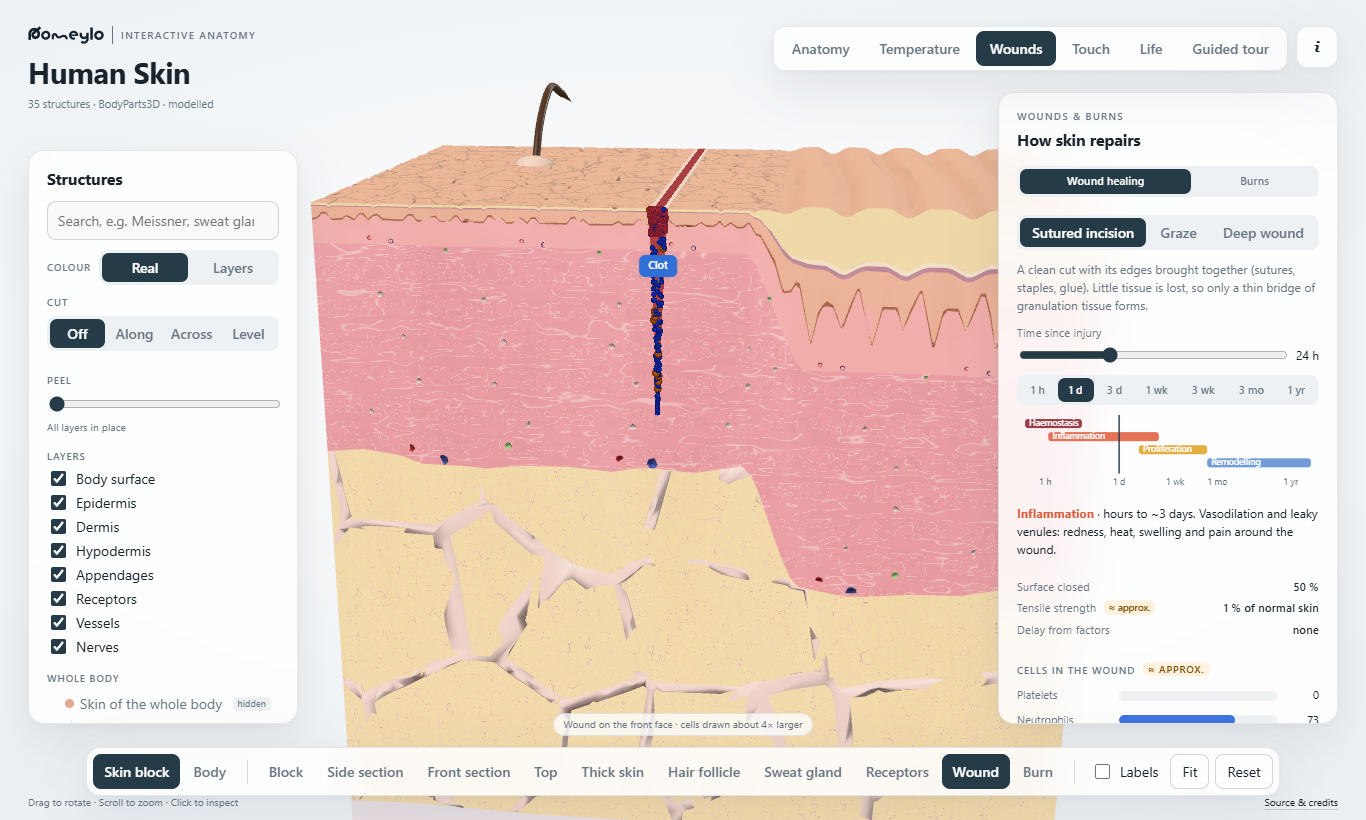 Pomeylo
INTERACTIVE ANATOMY
Human Skin
35 structures · BodyParts3D · modelled
Anatomy
Temperature
Wounds
Touch
Life
Guided tour
i
Structures
Search, e.g. Meissner, sweat glar
COLOUR
Real
Layers
CUT
Off
Along
Across
Level
PEEL
All layers in place
LAYERS
Body surface
Epidermis
Dermis
Hypodermis
Appendages
Receptors
Vessels
Nerves
WHOLE BODY
Skin of the whole body
hidden
Clot
Wound on the front face · cells drawn about 4× larger
WOUNDS & BURNS
How skin repairs
Wound healing
Burns
Sutured incision
Graze
Deep wound
A clean cut with its edges brought together (sutures,
staples, glue). Little tissue is lost, so only a thin bridge of
granulation tissue forms.
Time since injury
24 h
1 h
1 d
3 d
1 wk
3 wk
3 mo
1 yr
Haemostasis
Inflammation
Proliferation
Remodelling
1 h
1 d
1 wk
1 mo
1 yr
Inflammation · hours to ~3 days. Vasodilation and leaky
venules: redness, heat, swelling and pain around the
wound.
Surface closed
50 %
Tensile strength
≈ approx.
1 % of normal skin
Delay from factors
none
CELLS IN THE WOUND
≈ APPROX.
Platelets
0
Neutrophils
73
Skin block
Body
Block
Side section
Front section
Top
Thick skin
Hair follicle
Sweat gland
Receptors
Wound
Burn
Labels
Fit
Reset
Drag to rotate · Scroll to zoom · Click to inspect
Source & credits